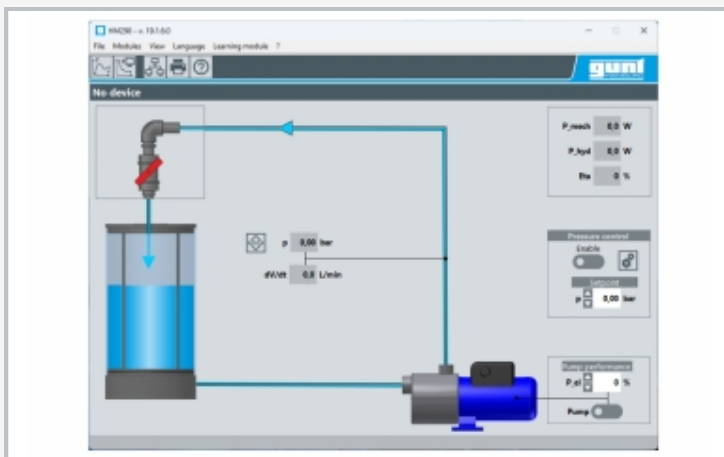 HM290 – v. 19.1.6.0
File Modules View Language Learning module ?
gunt
No device
P_mech 0,0 W
P_hyd 0,0 W
Eta 0 %
p 0,00 bar
dV/dt 0,0 L/min
Pressure control
Enable
Setpoint
p 0,00 bar
Pump performance
P_el 0 %
Pump